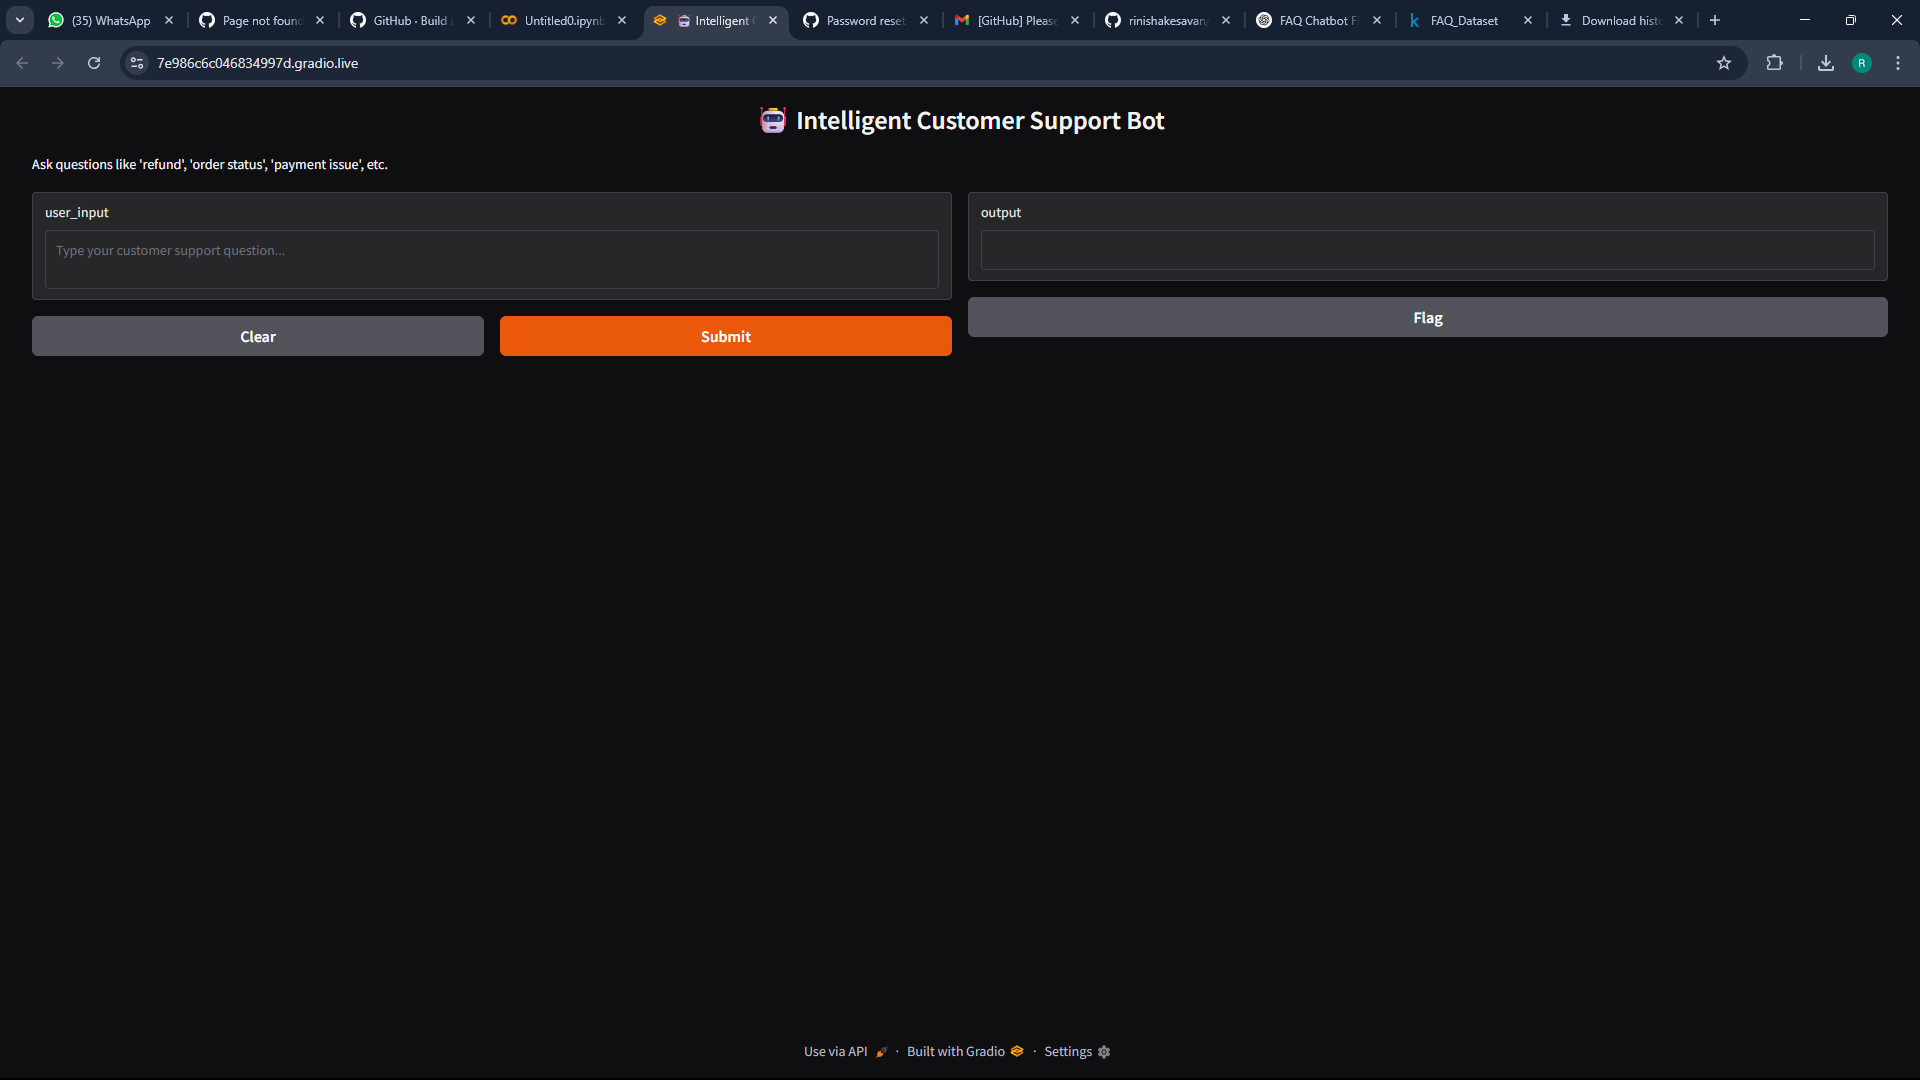 (35) WhatsApp
Page not found
GitHub · Build a
Untitled0.ipynb
Intelligent C
Password reset
[GitHub] Please
rinishakesavan/
FAQ Chatbot Fi
FAQ_Dataset
Download histo
7e986c6c046834997d.gradio.live
R
Intelligent Customer Support Bot
Ask questions like 'refund', 'order status', 'payment issue', etc.
user_input
Type your customer support question...
Clear
Submit
output
Flag
Use via API · Built with Gradio · Settings